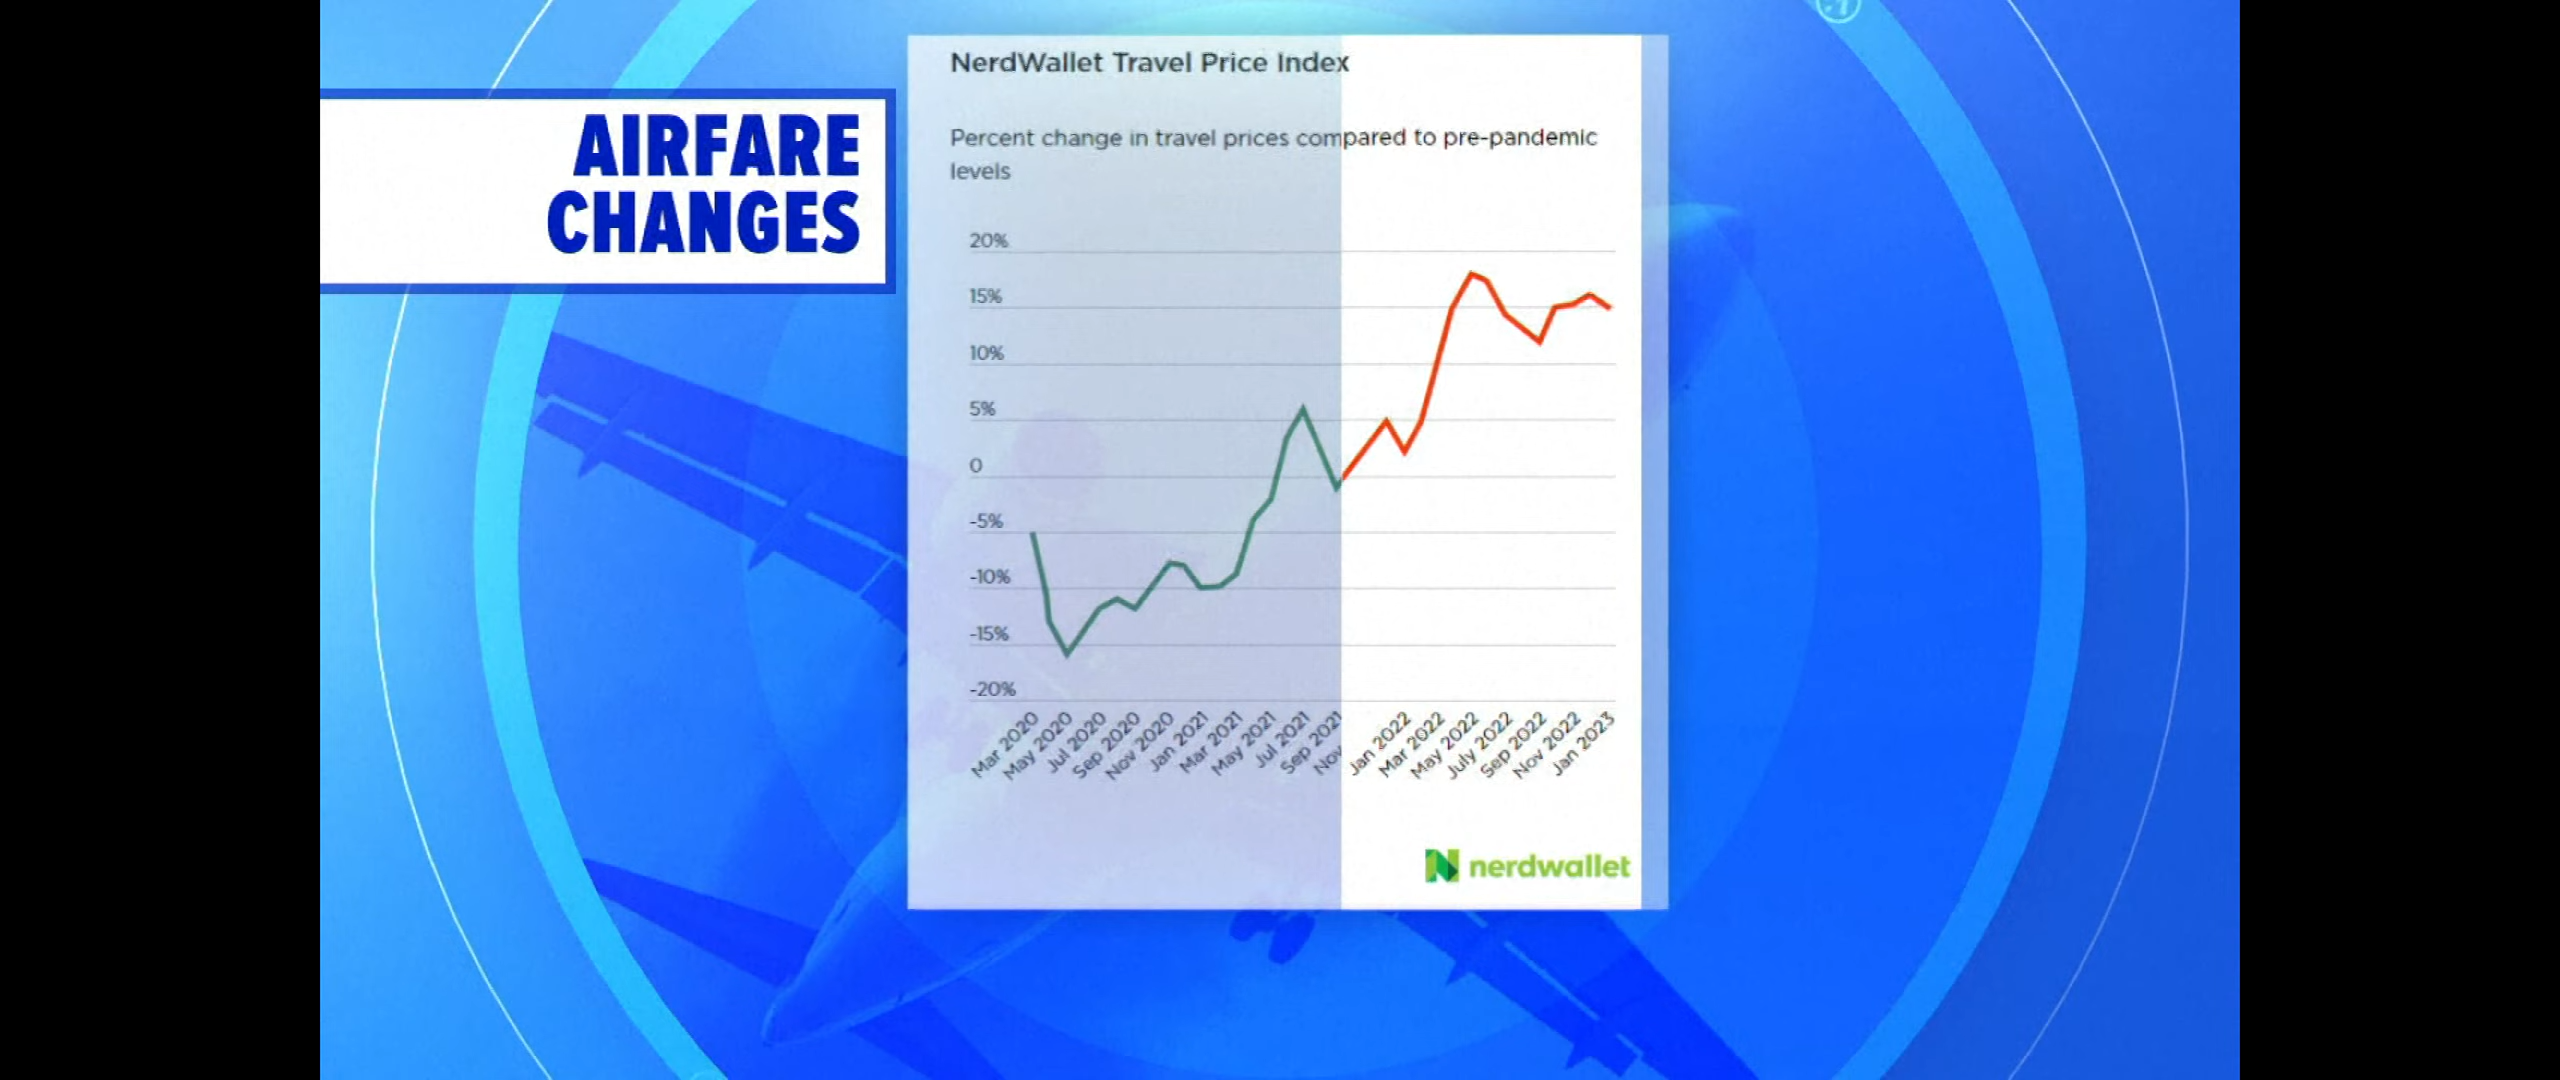 AIRFARE
CHANGES
NerdWallet Travel Price Index
Percent change in travel prices compared to pre-pandemic
levels
20%
15%
10%
5%
0
-5%
-10%
-15%
-20%
Mar 2020
May 2020
Jul 2020
Sep 2020
Nov 2020
Jan 2021
Mar 2021
May 2021
Jul 2021
Sep 2021
Nov
Jan 2022
Mar 2022
May 2022
July 2022
Sep 2022
Nov 2022
Jan 2023
nerdwallet